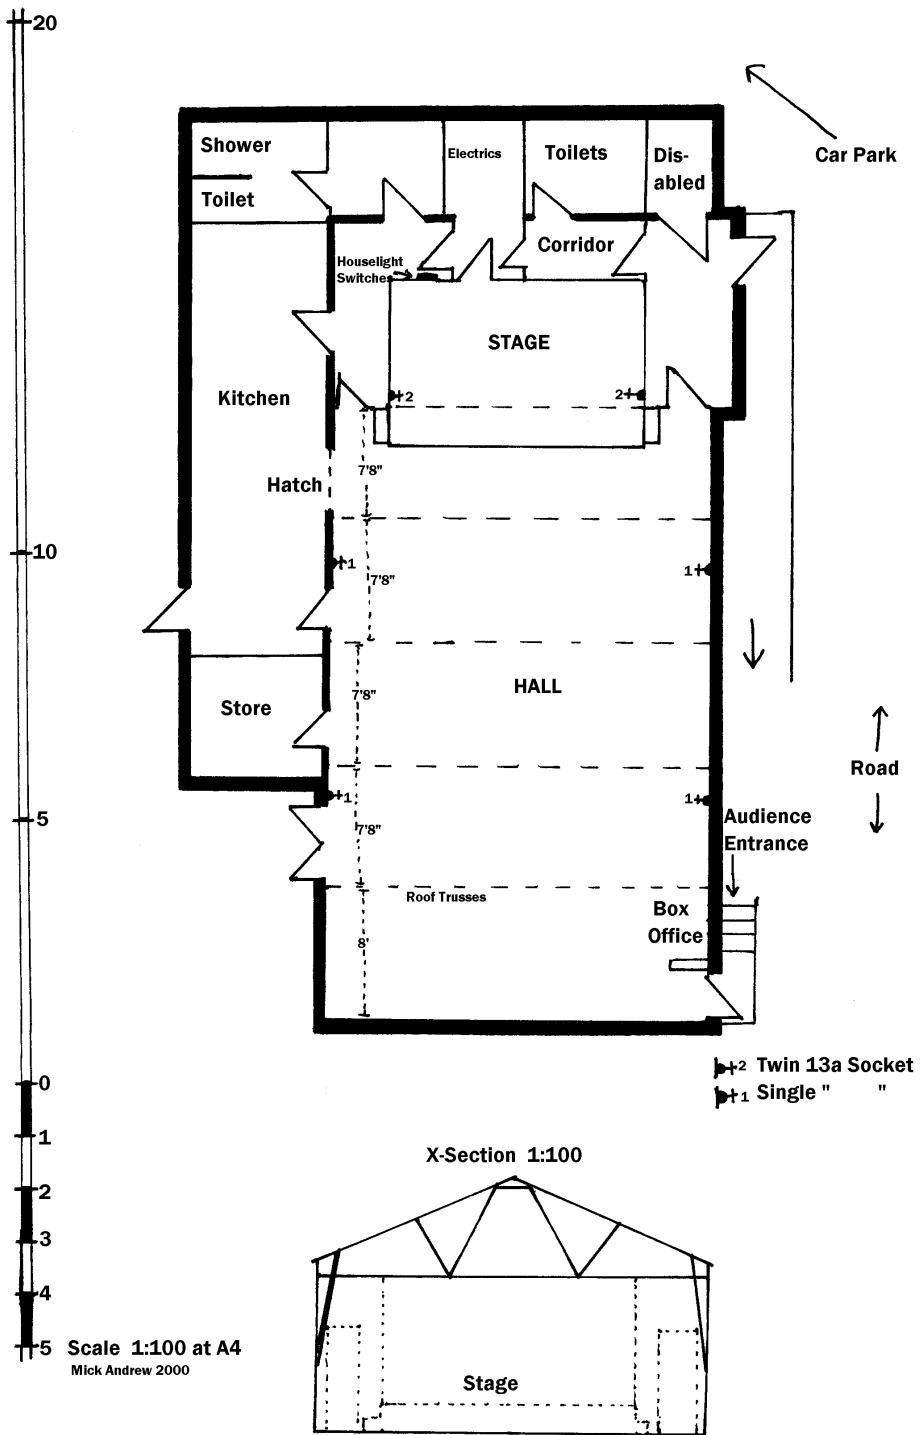 20
Car Park
Shower
Toilet
Electrics
Toilets
Dis-
abled
Corridor
Houselight
Switches
STAGE
2
2
Kitchen
7'8"
Hatch
10
1
1
7'8"
HALL
7'8"
Store
Road
1
1
5
7'8"
Audience
Entrance
Roof Trusses
Box
Office
8'
0
2 Twin 13a Socket
1 Single " "
1
X-Section 1:100
2
3
4
5
Scale 1:100 at A4
Mick Andrew 2000
Stage